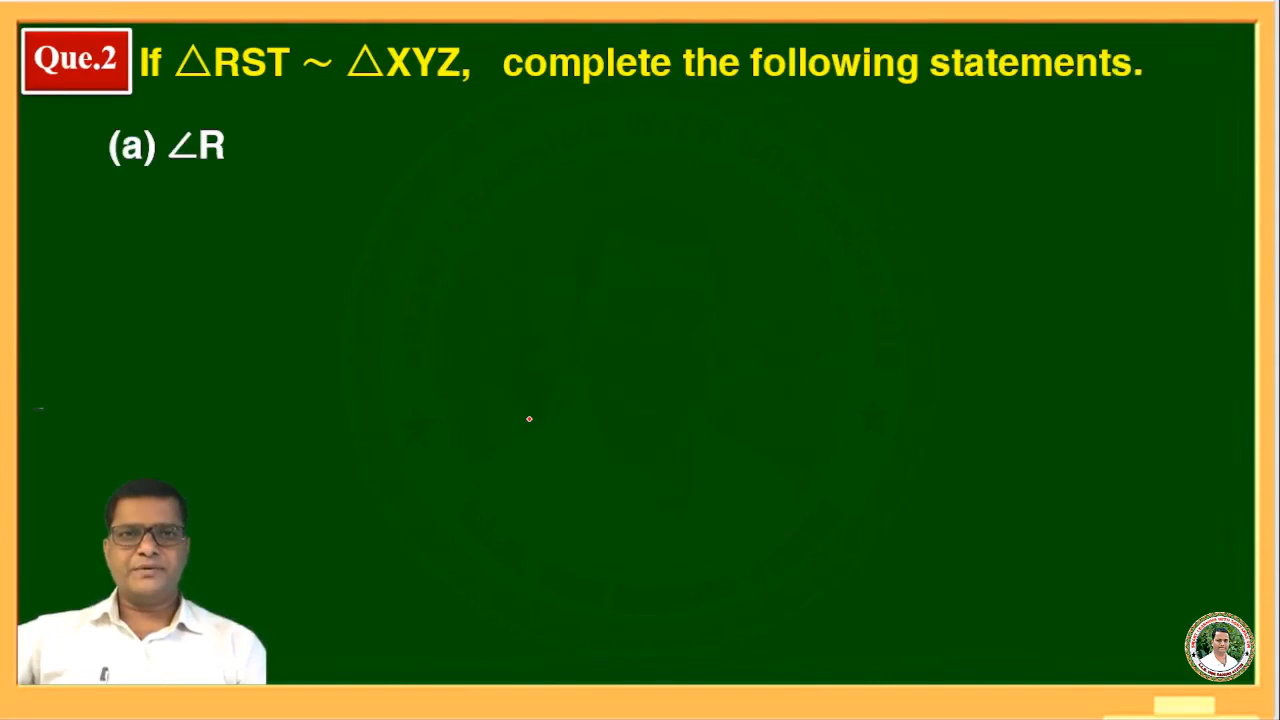 Que.2 If △RST ~ △XYZ, complete the following statements.
(a) ∠R